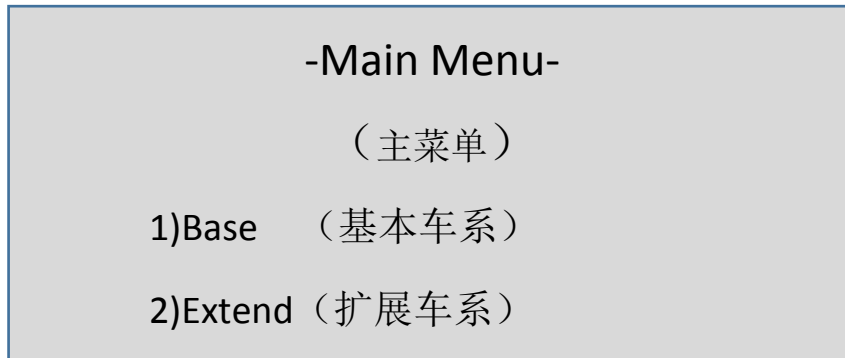 -Main Menu-
（主菜单）
1)Base （基本车系）
2)Extend（扩展车系）